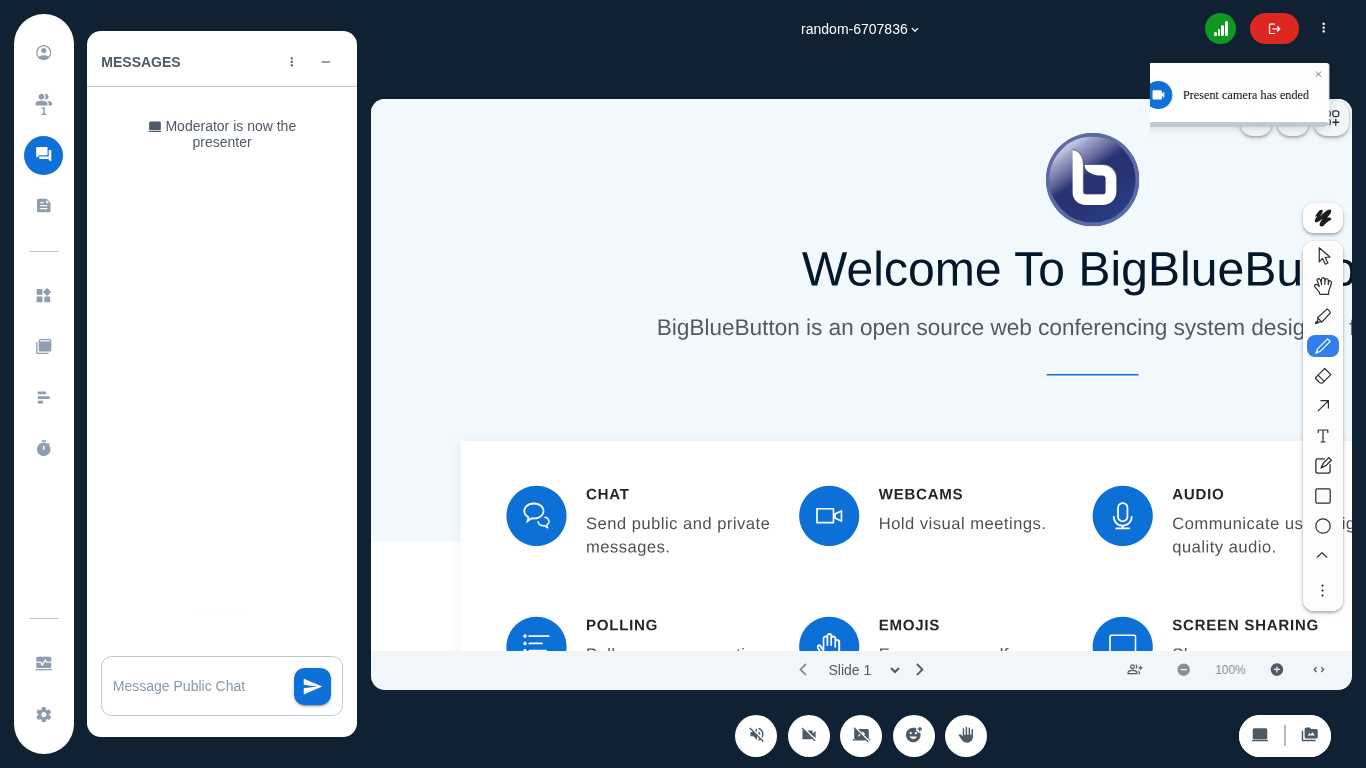 random-6707836
Present camera has ended
MESSAGES
1
Moderator is now the
presenter
Message Public Chat
Welcome To BigBlueBu
BigBlueButton is an open source web conferencing system desig
CHAT
Send public and private
messages.
WEBCAMS
Hold visual meetings.
AUDIO
Communicate us
quality audio.
POLLING
EMOJIS
SCREEN SHARING
Slide 1
100%